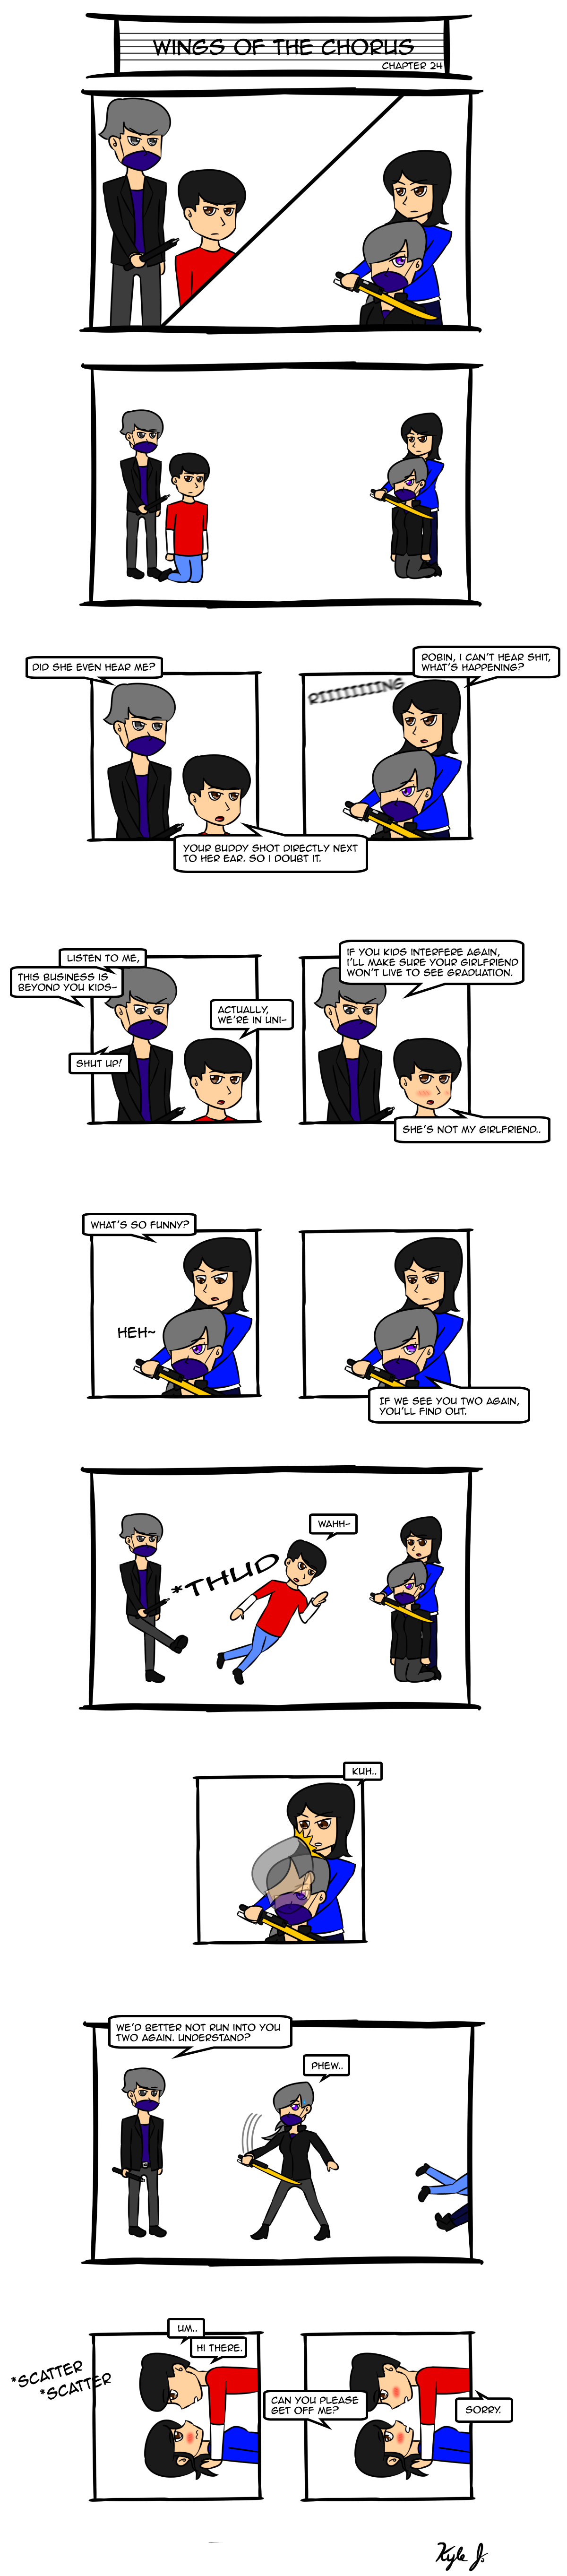 WINGS OF THE CHORUS
CHAPTER 24
DID SHE EVEN HEAR ME?
YOUR BUDDY SHOT DIRECTLY NEXT
TO HER EAR. SO I DOUBT IT.
RIIIIIIIING
ROBIN, I CAN'T HEAR SHIT,
WHAT'S HAPPENING?
LISTEN TO ME,
THIS BUSINESS IS
BEYOND YOU KIDS~
ACTUALLY,
WE'RE IN UNI~
SHUT UP!
IF YOU KIDS INTERFERE AGAIN,
I'LL MAKE SURE YOUR GIRLFRIEND
WON'T LIVE TO SEE GRADUATION.
SHE'S NOT MY GIRLFRIEND..
WHAT'S SO FUNNY?
HEH~
IF WE SEE YOU TWO AGAIN,
YOU'LL FIND OUT.
*THUD
WAHH~
KUH..
WE'D BETTER NOT RUN INTO YOU
TWO AGAIN. UNDERSTAND?
PHEW..
*SCATTER
*SCATTER
UM..
HI THERE.
CAN YOU PLEASE
GET OFF ME?
SORRY.
Kyle J.